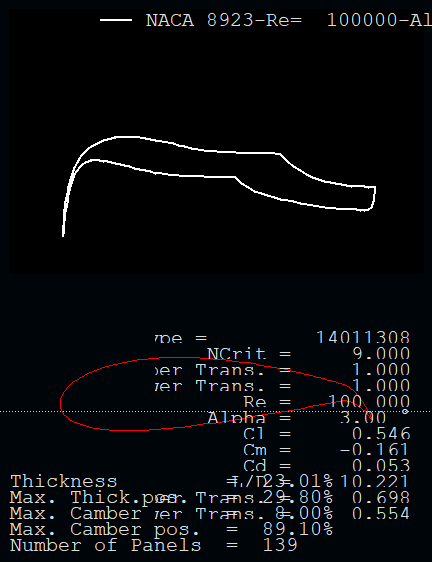 NACA 8923-Re= 100000-Al
ype = 14011308
NCrit = 9.000
per Trans. = 1.000
wer Trans. = 1.000
Re = 100 000
Alpha = 3.00 °
Cl = 0.546
Cm = -0.161
Cd = 0.053
L/D = 10.221
per Trans. = 0.698
wer Trans. = 0.554
Thickness = 23.01%
Max. Thick.pos. = 29.80%
Max. Camber = 8.00%
Max. Camber pos. = 89.10%
Number of Panels = 139